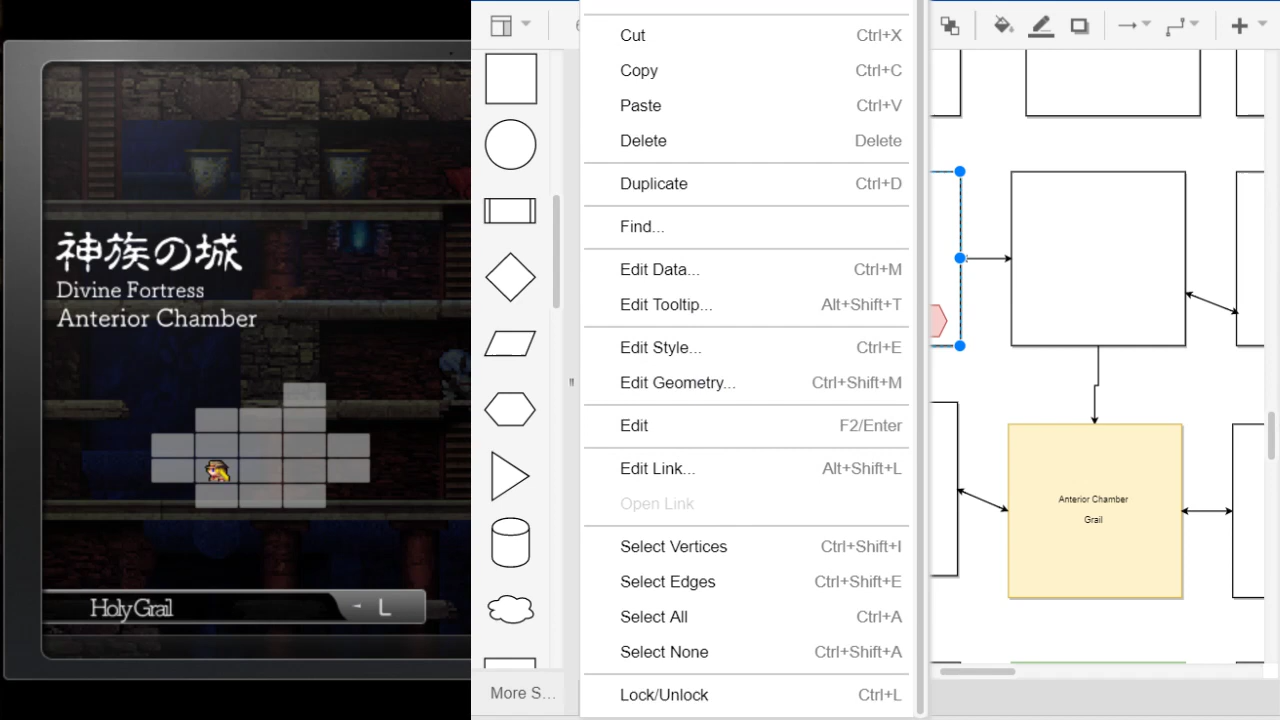 神族の城
Divine Fortress
Anterior Chamber
Holy Grail
L
More S...
Cut Ctrl+X
Copy Ctrl+C
Paste Ctrl+V
Delete Delete
Duplicate Ctrl+D
Find...
Edit Data... Ctrl+M
Edit Tooltip... Alt+Shift+T
Edit Style... Ctrl+E
Edit Geometry... Ctrl+Shift+M
Edit F2/Enter
Edit Link... Alt+Shift+L
Open Link
Select Vertices Ctrl+Shift+I
Select Edges Ctrl+Shift+E
Select All Ctrl+A
Select None Ctrl+Shift+A
Lock/Unlock Ctrl+L
Anterior Chamber
Grail